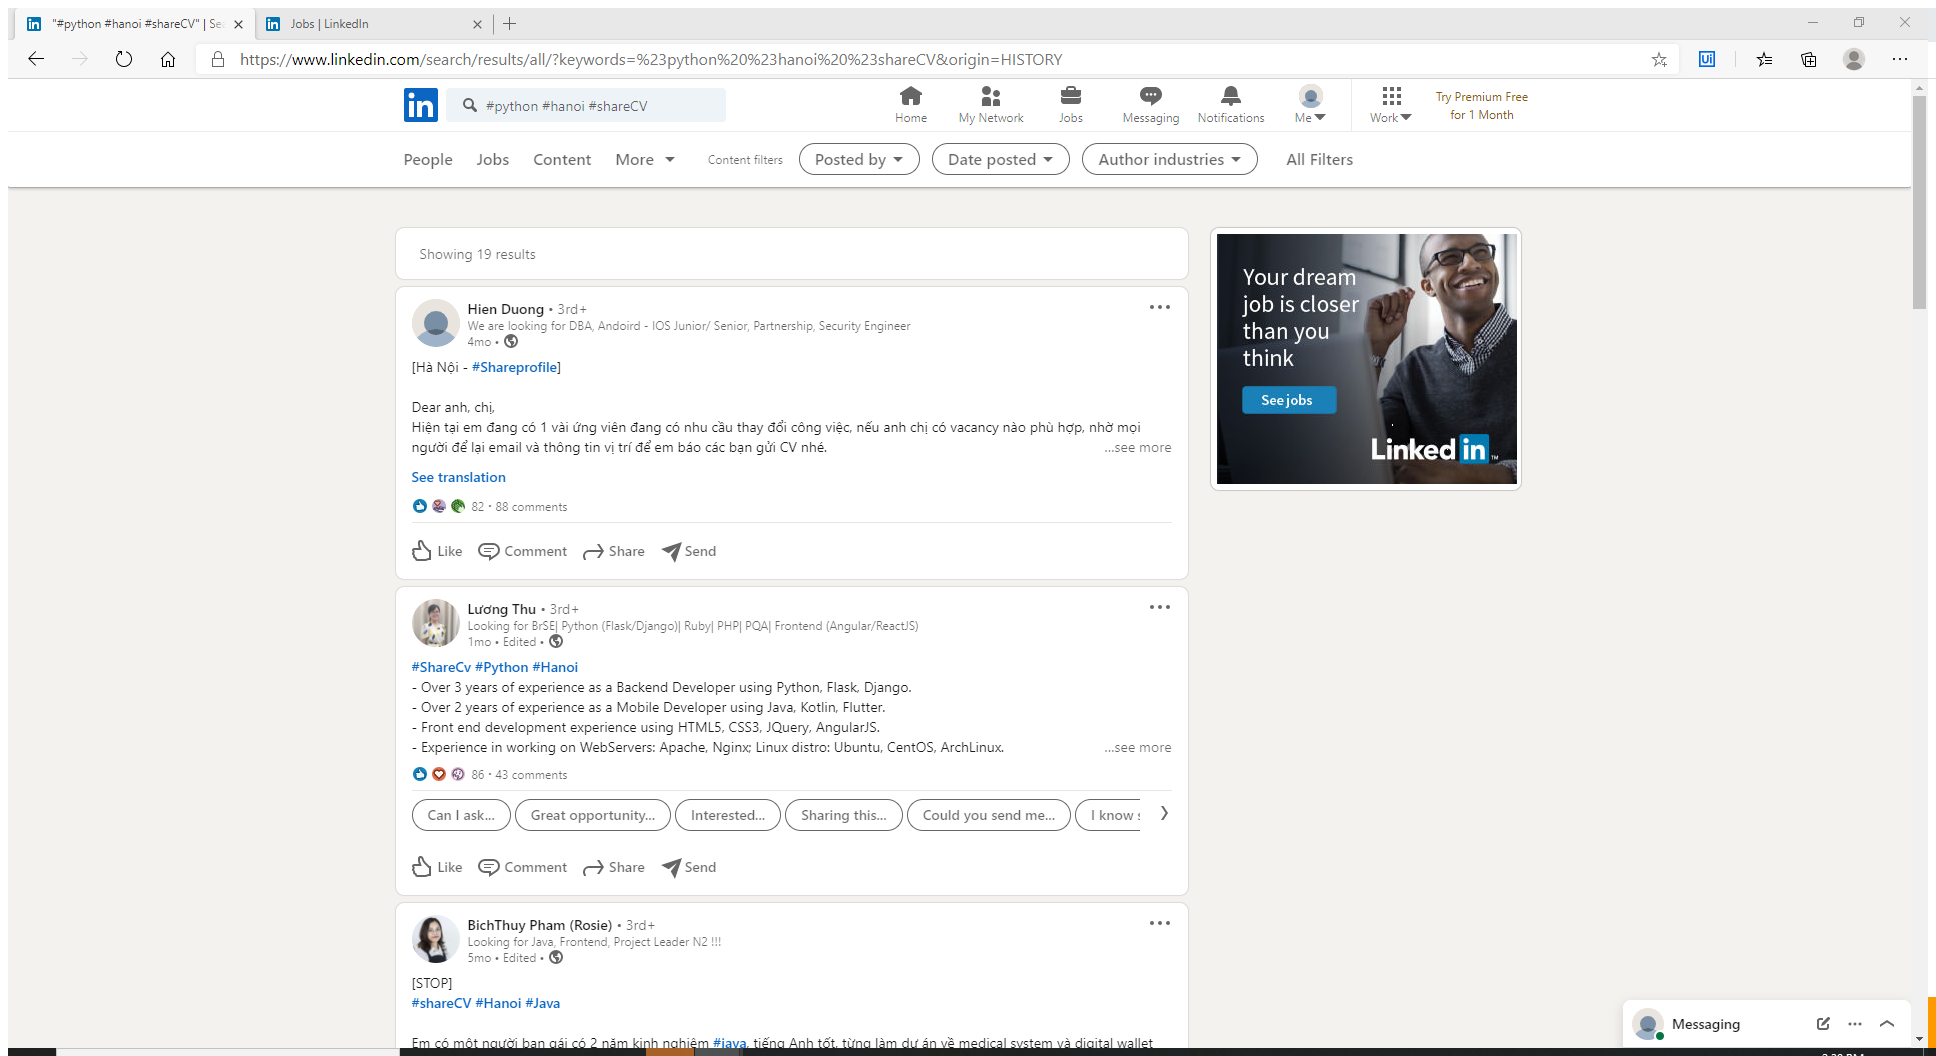 "#python #hanoi #shareCV" | Sea
Jobs | LinkedIn
https://www.linkedin.com/search/results/all/?keywords=%23python%20%23hanoi%20%23shareCV&origin=HISTORY
Ui
in
#python #hanoi #shareCV
Home
My Network
Jobs
Messaging
Notifications
Me
Work
Try Premium Free
for 1 Month
People
Jobs
Content
More
Content filters
Posted by
Date posted
Author industries
All Filters
Showing 19 results
Hien Duong • 3rd+
We are looking for DBA, Andoird - IOS Junior/ Senior, Partnership, Security Engineer
4mo •
[Hà Nội - #Shareprofile]
Dear anh, chị,
Hiện tại em đang có 1 vài ứng viên đang có nhu cầu thay đổi công việc, nếu anh chị có vacancy nào phù hợp, nhờ mọi
người để lại email và thông tin vị trí để em báo các bạn gửi CV nhé. ...see more
See translation
82 • 88 comments
Like
Comment
Share
Send
Your dream
job is closer
than you
think
See jobs
Linked in ™
Lương Thu • 3rd+
Looking for BrSE| Python (Flask/Django)| Ruby| PHP| PQA| Frontend (Angular/ReactJS)
1mo • Edited •
#ShareCv #Python #Hanoi
- Over 3 years of experience as a Backend Developer using Python, Flask, Django.
- Over 2 years of experience as a Mobile Developer using Java, Kotlin, Flutter.
- Front end development experience using HTML5, CSS3, JQuery, AngularJS.
- Experience in working on WebServers: Apache, Nginx; Linux distro: Ubuntu, CentOS, ArchLinux. ...see more
86 • 43 comments
Can I ask...
Great opportunity...
Interested...
Sharing this...
Could you send me...
I know s
Like
Comment
Share
Send
BichThuy Pham (Rosie) • 3rd+
Looking for Java, Frontend, Project Leader N2 !!!
5mo • Edited •
[STOP]
#shareCV #Hanoi #Java
Em có một người bạn gái có 2 năm kinh nghiệm #java, tiếng Anh tốt, từng làm dự án về medical system và digital wallet
Messaging